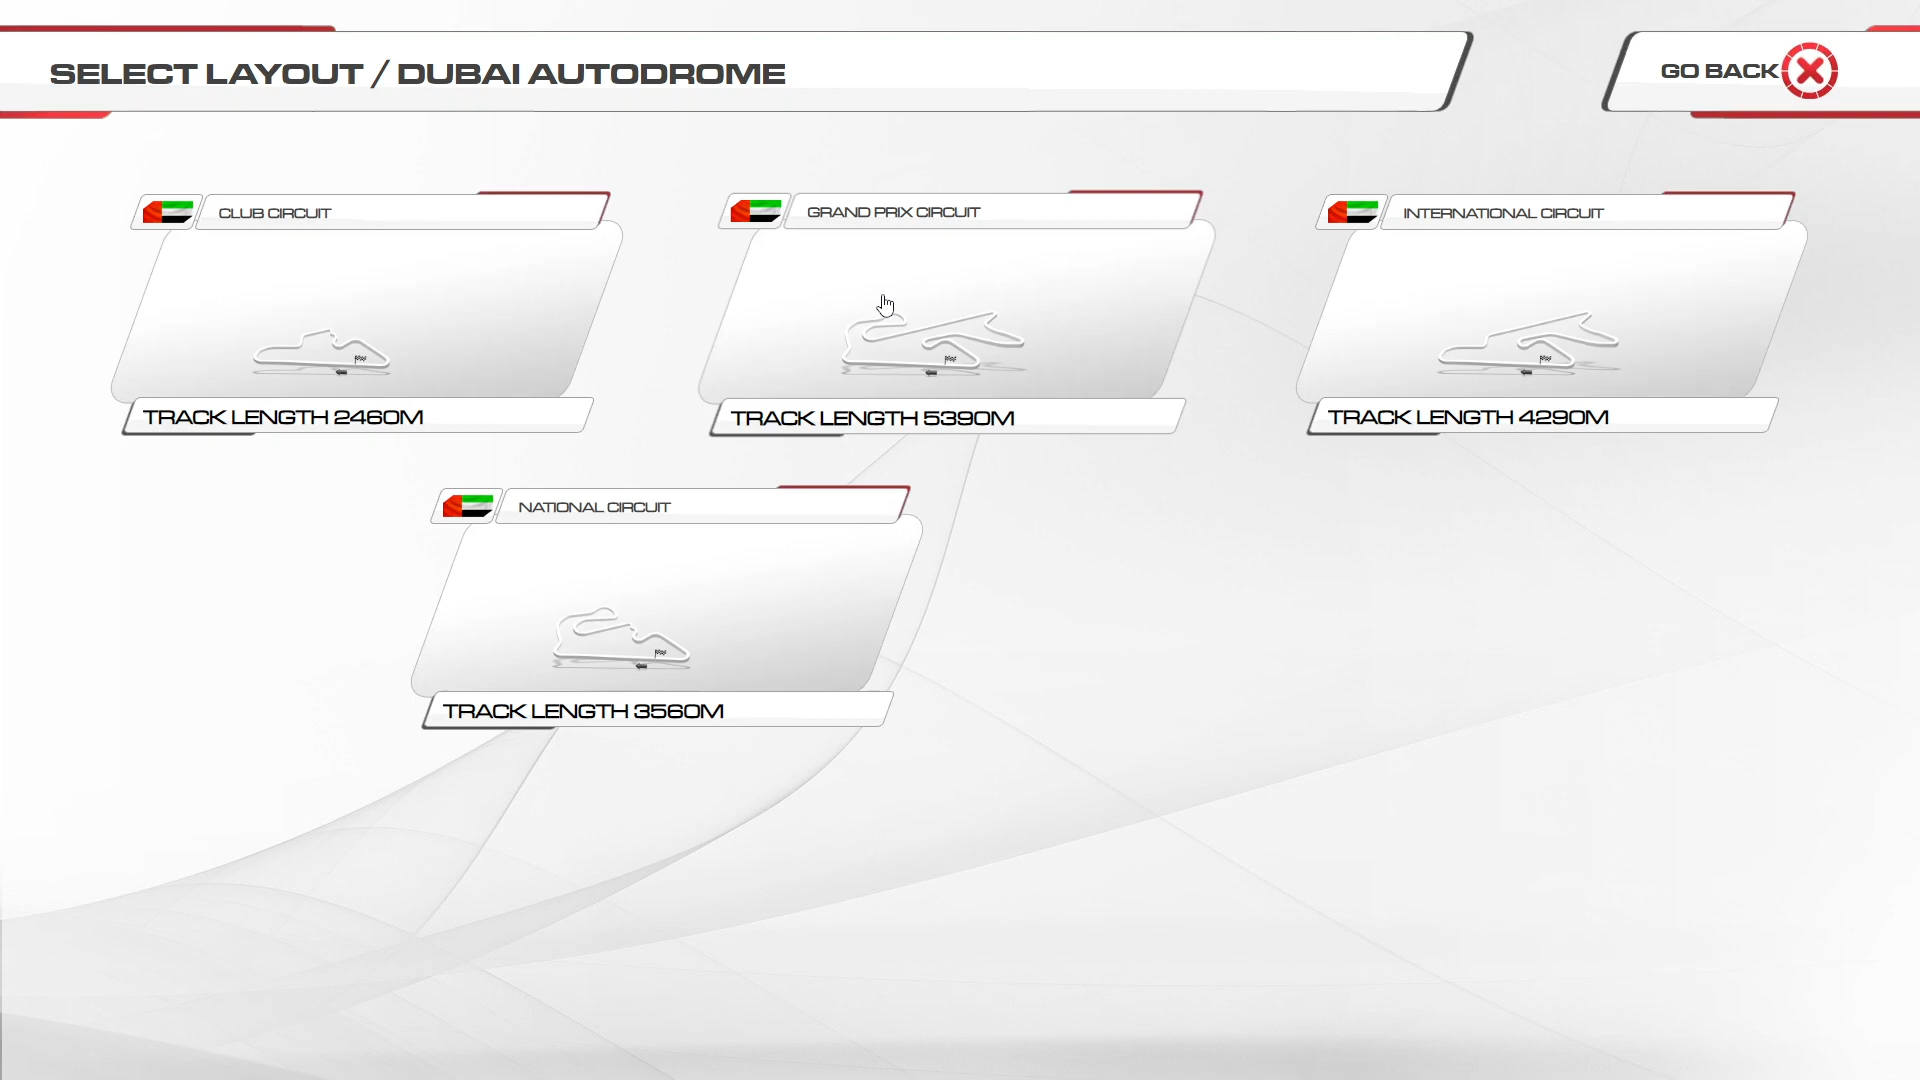 SELECT LAYOUT / DUBAI AUTODROME
GO BACK
CLUB CIRCUIT
TRACK LENGTH 2460M
GRAND PRIX CIRCUIT
TRACK LENGTH 5390M
INTERNATIONAL CIRCUIT
TRACK LENGTH 4290M
NATIONAL CIRCUIT
TRACK LENGTH 3560M